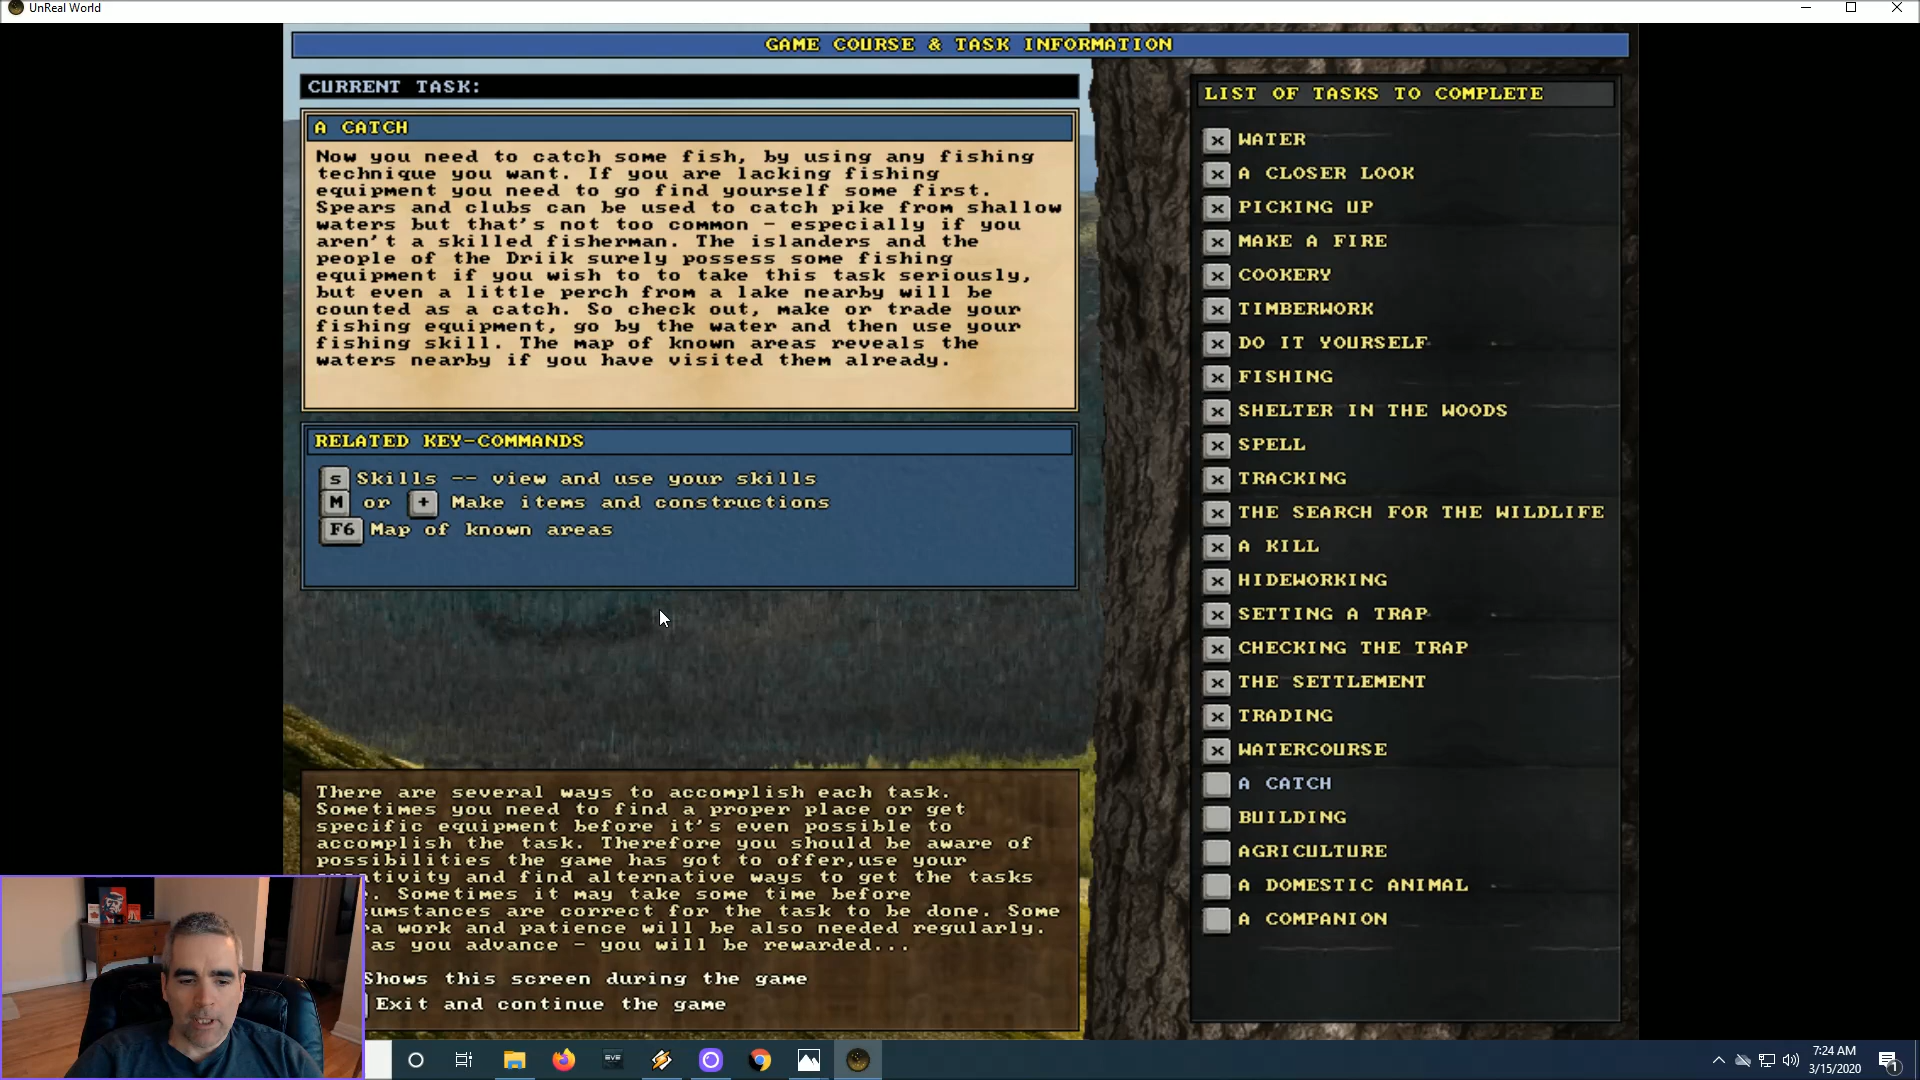 UnReal World
GAME COURSE & TASK INFORMATION
CURRENT TASK:
A CATCH
Now you need to catch some fish, by using any fishing
technique you want. If you are lacking fishing
equipment you need to go find yourself some first.
Spears and clubs can be used to catch pike from shallow
waters but that's not too common - especially if you
aren't a skilled fisherman. The islanders and the
people of the Driik surely possess some fishing
equipment if you wish to to take this task seriously,
but even a little perch from a lake nearby will be
counted as a catch. So check out, make or trade your
fishing equipment, go by the water and then use your
fishing skill. The map of known areas reveals the
waters nearby if you have visited them already.
RELATED KEY-COMMANDS
s Skills -- view and use your skills
M or + Make items and constructions
F6 Map of known areas
There are several ways to accomplish each task.
Sometimes you need to find a proper place or get
specific equipment before it's even possible to
accomplish the task. Therefore you should be aware of
possibilities the game has got to offer,use your
and find alternative ways to get the tasks
Sometimes it may take some time before
are correct for the task to be done. Some
work and patience will be also needed regularly.
as you advance - you will be rewarded...
Shows this screen during the game
Exit and continue the game
LIST OF TASKS TO COMPLETE
x WATER
x A CLOSER LOOK
x PICKING UP
x MAKE A FIRE
x COOKERY
x TIMBERWORK
x DO IT YOURSELF
x FISHING
x SHELTER IN THE WOODS
x SPELL
x TRACKING
x THE SEARCH FOR THE WILDLIFE
x A KILL
x HIDEWORKING
x SETTING A TRAP
x CHECKING THE TRAP
x THE SETTLEMENT
x TRADING
x WATERCOURSE
A CATCH
BUILDING
AGRICULTURE
A DOMESTIC ANIMAL
A COMPANION
EVE
7:24 AM
3/15/2020
1